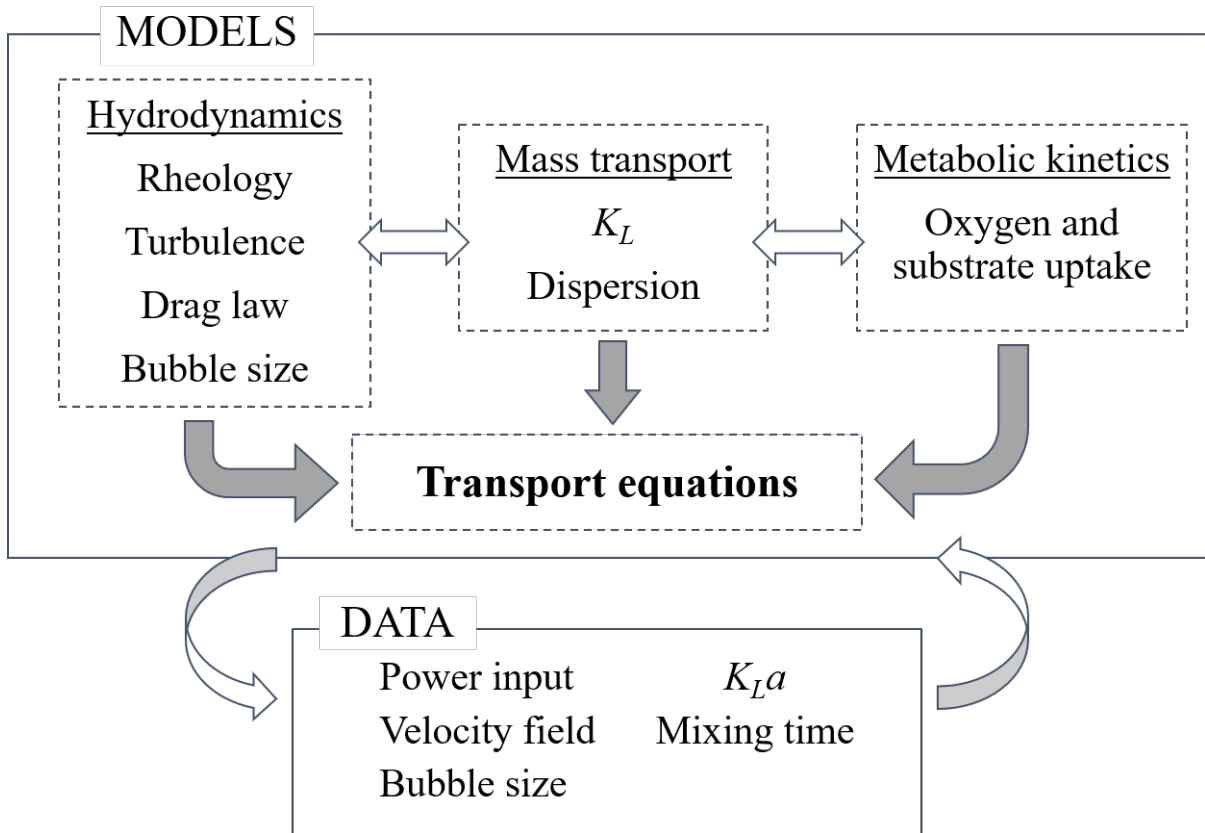 MODELS
Hydrodynamics
Rheology
Turbulence
Drag law
Bubble size
Mass transport
K_L
Dispersion
Metabolic kinetics
Oxygen and
substrate uptake
Transport equations
DATA
Power input
Velocity field
Bubble size
K_La
Mixing time